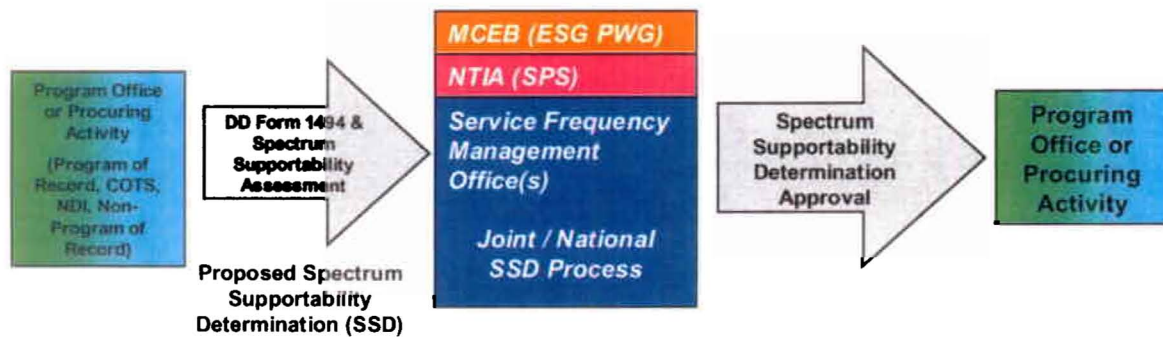 Program Office
or Procuring
Activity
(Program of
Record, COTS,
NDI, Non-
Program of
Record)
DD Form 1494 &
Spectrum
Supportability
Assessment
Proposed Spectrum
Supportability
Determination (SSD)
MCEB (ESG PWG)
NTIA (SPS)
Service Frequency
Management
Office(s)
Joint / National
SSD Process
Spectrum
Supportability
Determination
Approval
Program
Office or
Procuring
Activity